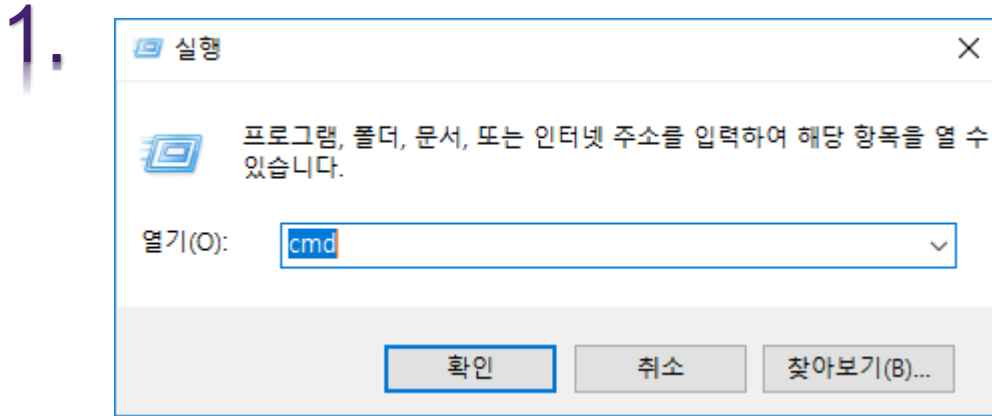 1.
실행
프로그램, 폴더, 문서, 또는 인터넷 주소를 입력하여 해당 항목을 열 수
있습니다.
열기(O): cmd
확인 취소 찾아보기(B)...